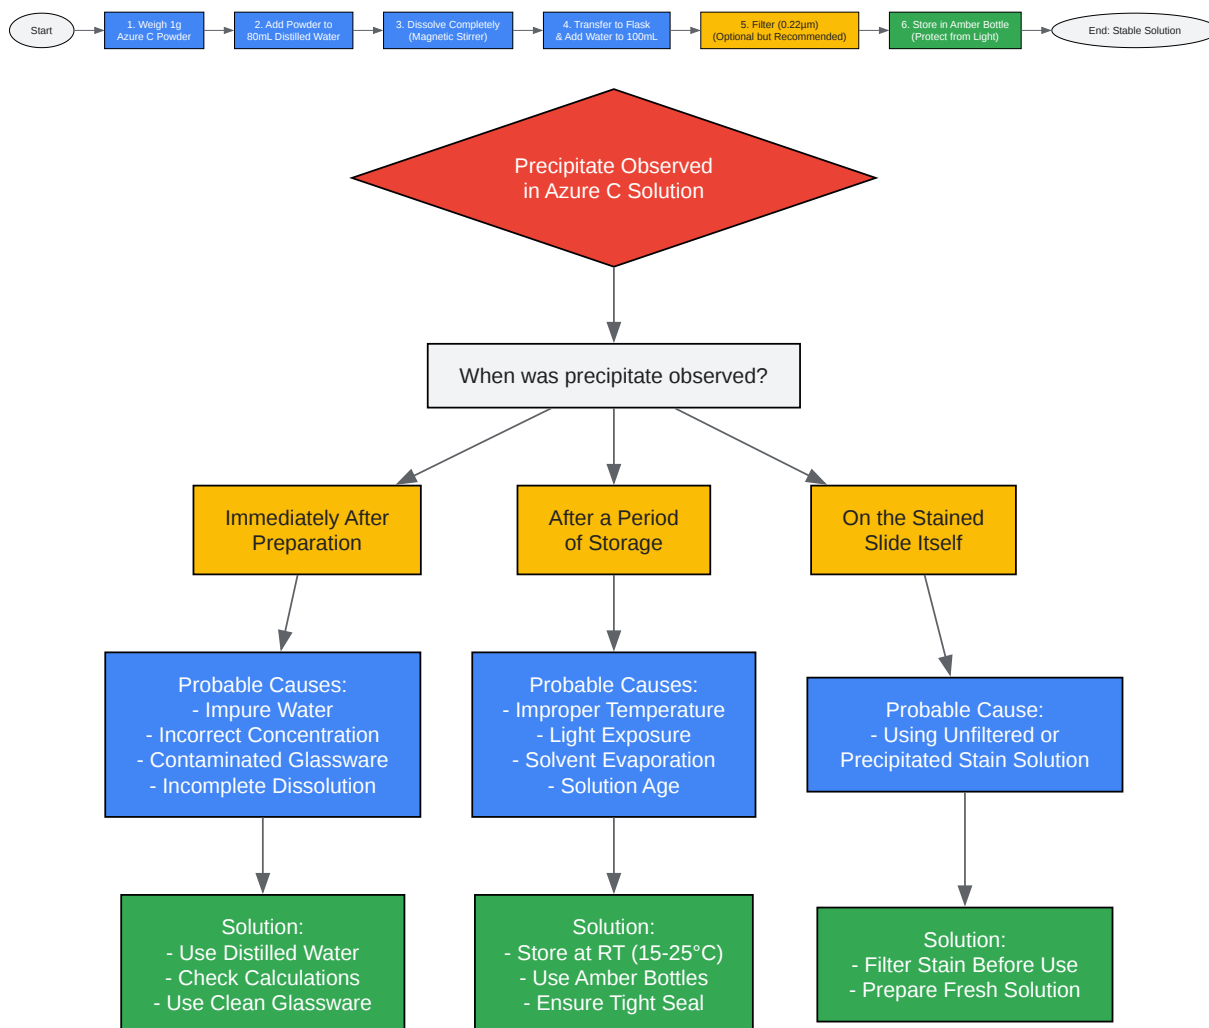 Start
1. Weigh 1g
Azure C Powder
2. Add Powder to
80mL Distilled Water
3. Dissolve Completely
(Magnetic Stirrer)
4. Transfer to Flask
& Add Water to 100mL
5. Filter (0.22µm)
(Optional but Recommended)
6. Store in Amber Bottle
(Protect from Light)
End: Stable Solution
Precipitate Observed
in Azure C Solution
When was precipitate observed?
Immediately After
Preparation
After a Period
of Storage
On the Stained
Slide Itself
Probable Causes:
- Impure Water
- Incorrect Concentration
- Contaminated Glassware
- Incomplete Dissolution
Probable Causes:
- Improper Temperature
- Light Exposure
- Solvent Evaporation
- Solution Age
Probable Cause:
- Using Unfiltered or
Precipitated Stain Solution
Solution:
- Use Distilled Water
- Check Calculations
- Use Clean Glassware
Solution:
- Store at RT (15-25°C)
- Use Amber Bottles
- Ensure Tight Seal
Solution:
- Filter Stain Before Use
- Prepare Fresh Solution